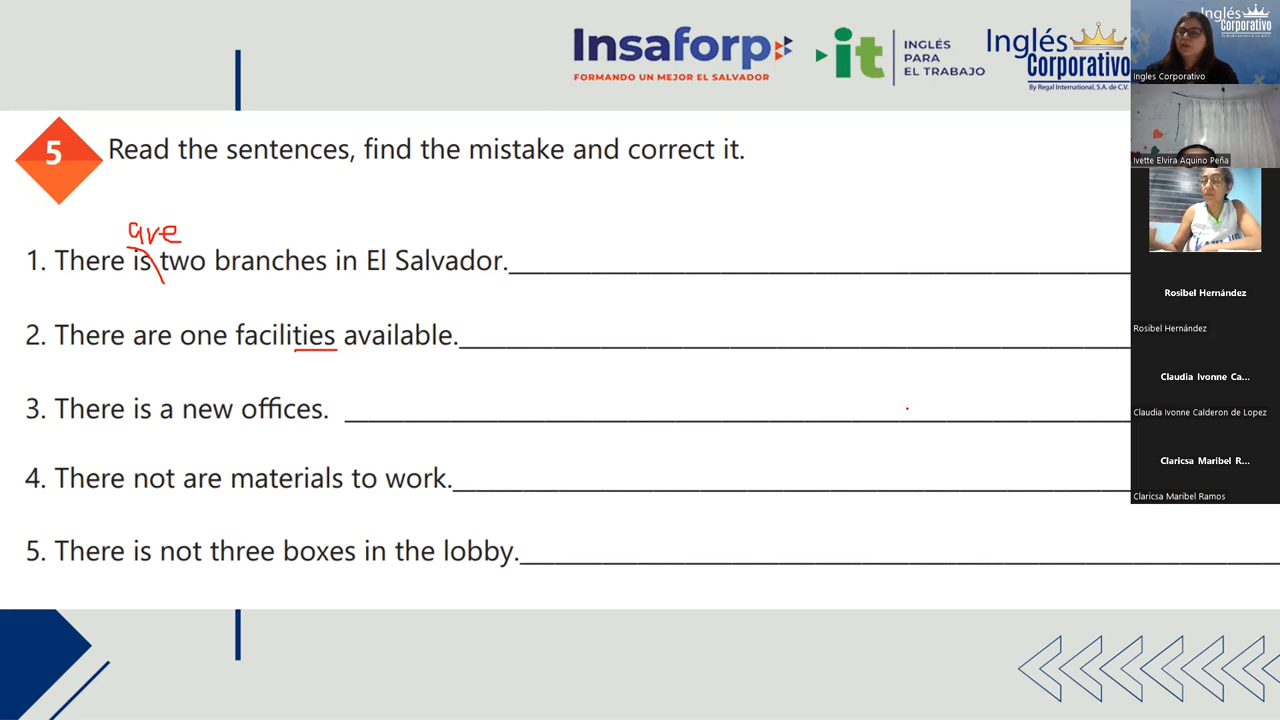 Insaforp
FORMANDO UN MEJOR EL SALVADOR
it
INGLÉS
PARA
EL TRABAJO
Inglés
Corporativo
By Regal International, S.A. de C.V.
Inglés
Corporativo
Ingles Corporativo
Ivette Elvira Aquino Peña
Rosibel Hernández
Rosibel Hernández
Claudia Ivonne Ca...
Claudia Ivonne Calderon de Lopez
Claricsa Maribel R...
Claricsa Maribel Ramos
5
Read the sentences, find the mistake and correct it.
are
1. There is two branches in El Salvador.
2. There are one facilities available.
3. There is a new offices.
4. There not are materials to work.
5. There is not three boxes in the lobby.